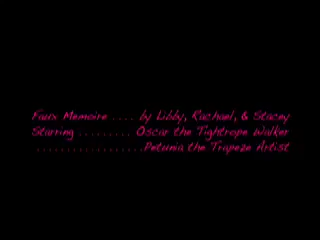 Faux Memoire .... by Libby, Rachael, & Stacey
Starring ......... Oscar the Tightrope Walker
..................Petunia the Trapeze Artist